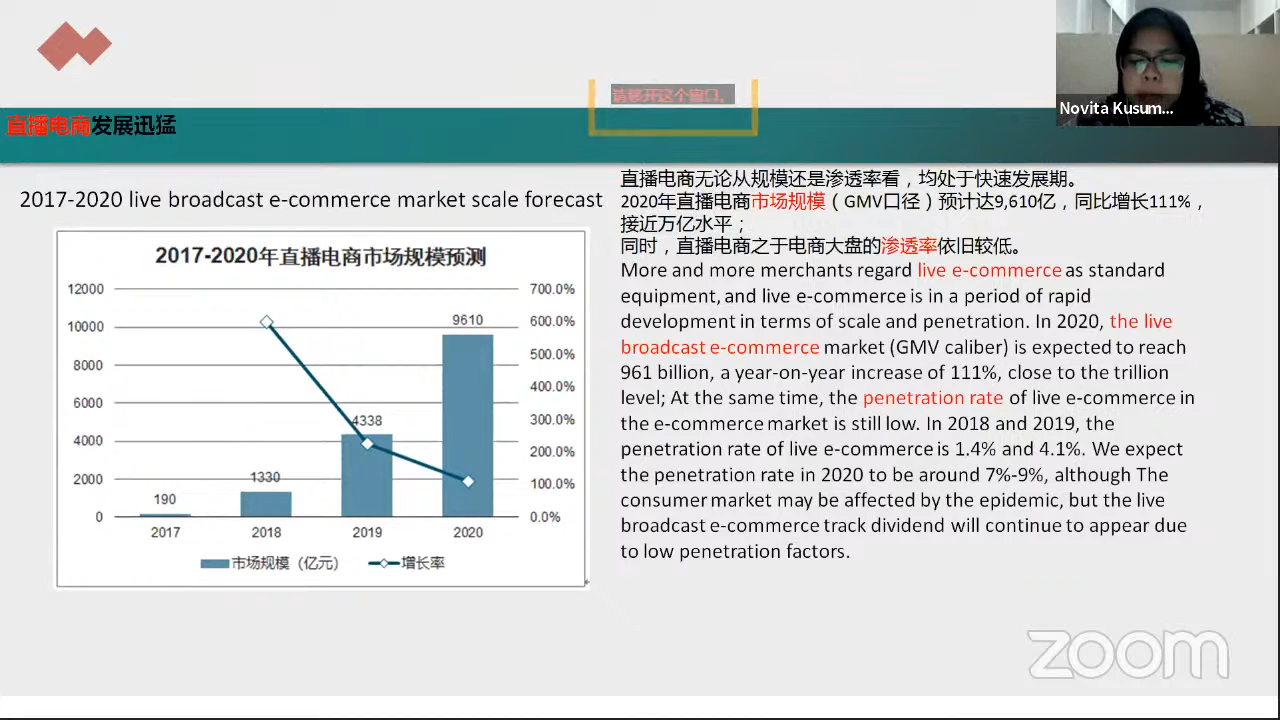 请移开这个窗口。
Novita Kusum...
直播电商发展迅猛
2017-2020 live broadcast e-commerce market scale forecast
2017-2020年直播电商市场规模预测
12000
10000
8000
6000
4000
2000
0
700.0%
600.0%
500.0%
400.0%
300.0%
200.0%
100.0%
0.0%
190
1330
4338
9610
2017
2018
2019
2020
市场规模（亿元）
增长率
直播电商无论从规模还是渗透率看，均处于快速发展期。
2020年直播电商市场规模（GMV口径）预计达9,610亿，同比增长111%，
接近万亿水平；
同时，直播电商之于电商大盘的渗透率依旧较低。
More and more merchants regard live e-commerce as standard
equipment, and live e-commerce is in a period of rapid
development in terms of scale and penetration. In 2020, the live
broadcast e-commerce market (GMV caliber) is expected to reach
961 billion, a year-on-year increase of 111%, close to the trillion
level; At the same time, the penetration rate of live e-commerce in
the e-commerce market is still low. In 2018 and 2019, the
penetration rate of live e-commerce is 1.4% and 4.1%. We expect
the penetration rate in 2020 to be around 7%-9%, although The
consumer market may be affected by the epidemic, but the live
broadcast e-commerce track dividend will continue to appear due
to low penetration factors.
zoom